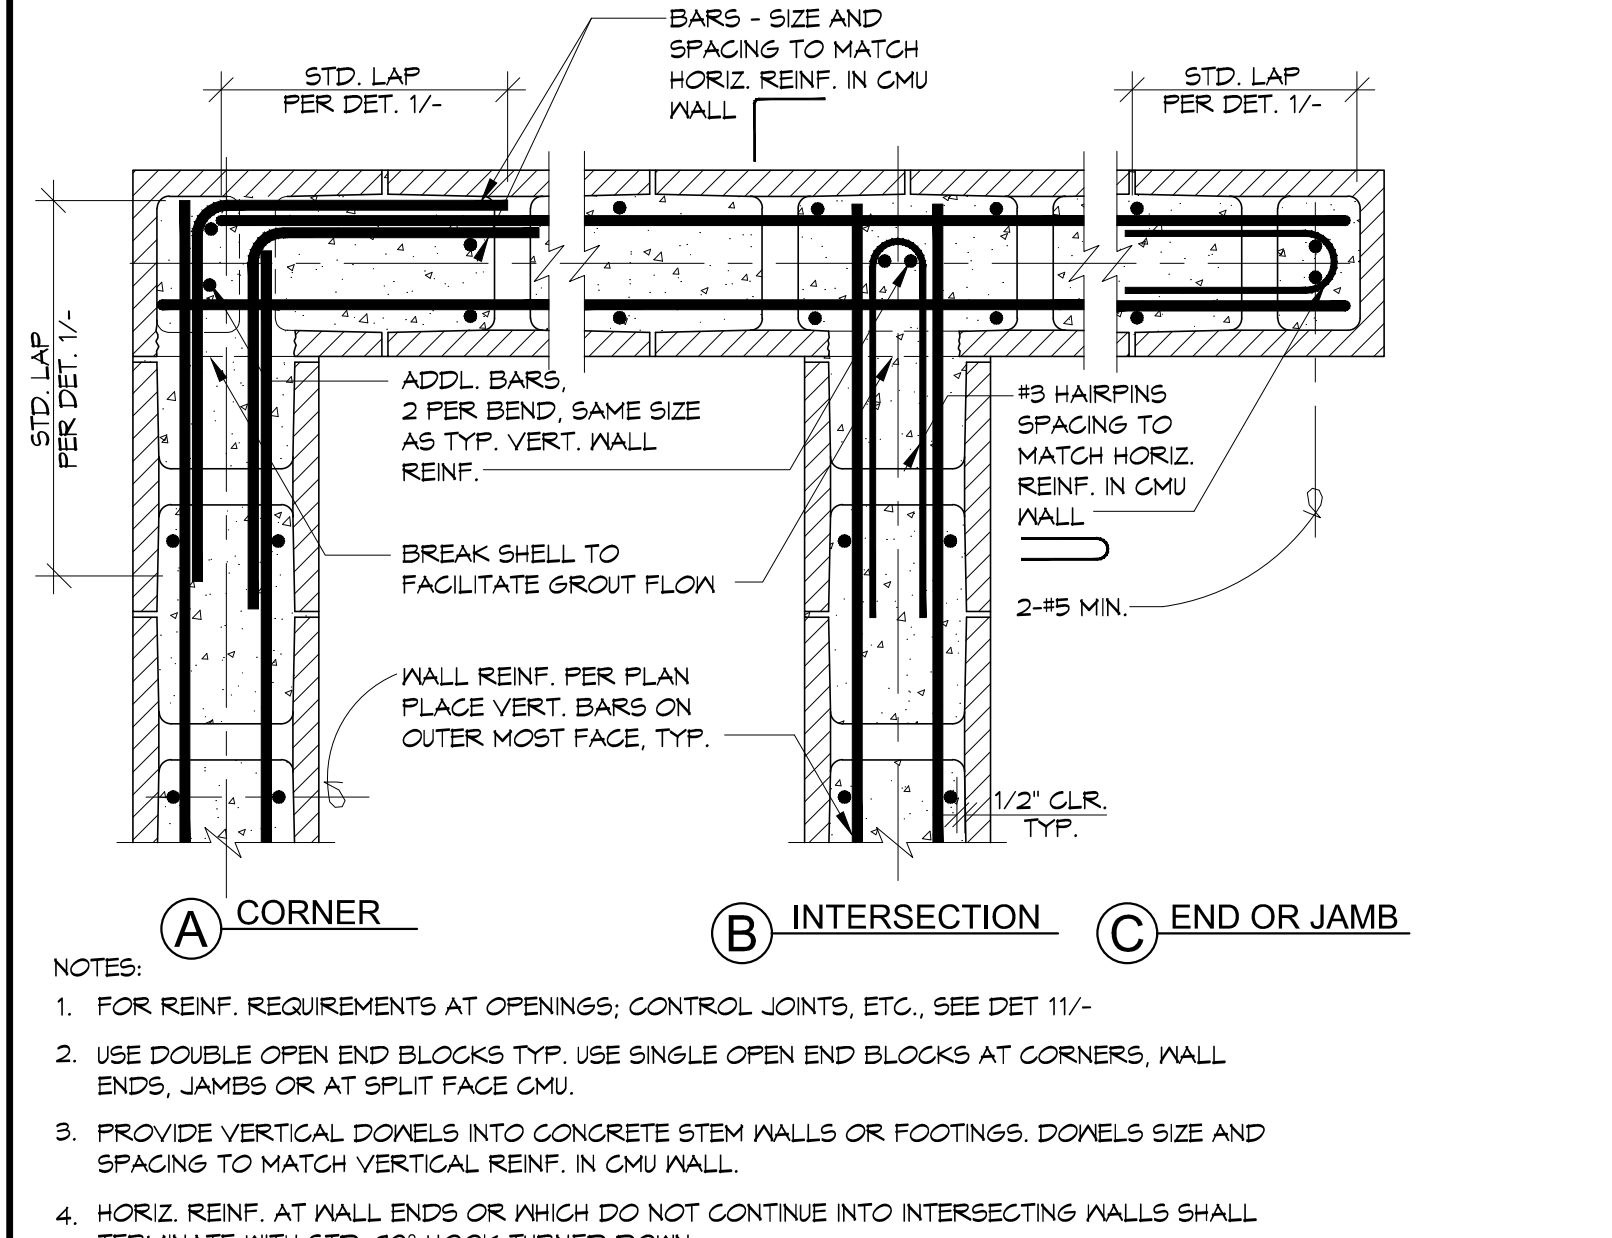 BARS - SIZE AND
SPACING TO MATCH
HORIZ. REINF. IN CMU
WALL
STD. LAP
PER DET. 1/-
STD. LAP
PER DET. 1/-
STD. LAP
PER DET. 1/-
ADDL. BARS,
2 PER BEND, SAME SIZE
AS TYP. VERT. WALL
REINF.
#3 HAIRPINS
SPACING TO
MATCH HORIZ.
REINF. IN CMU
WALL
BREAK SHELL TO
FACILITATE GROUT FLOW
2-#5 MIN.
WALL REINF. PER PLAN
PLACE VERT. BARS ON
OUTER MOST FACE, TYP.
1/2" CLR.
TYP.
A CORNER
B INTERSECTION
C END OR JAMB
NOTES:
1. FOR REINF. REQUIREMENTS AT OPENINGS; CONTROL JOINTS, ETC., SEE DET 11/-
2. USE DOUBLE OPEN END BLOCKS TYP. USE SINGLE OPEN END BLOCKS AT CORNERS, WALL
ENDS, JAMBS OR AT SPLIT FACE CMU.
3. PROVIDE VERTICAL DOWELS INTO CONCRETE STEM WALLS OR FOOTINGS. DOWELS SIZE AND
SPACING TO MATCH VERTICAL REINF. IN CMU WALL.
4. HORIZ. REINF. AT WALL ENDS OR WHICH DO NOT CONTINUE INTO INTERSECTING WALLS SHALL
TERMINATE WITH STD. 90° HOOK TURNED DOWN.